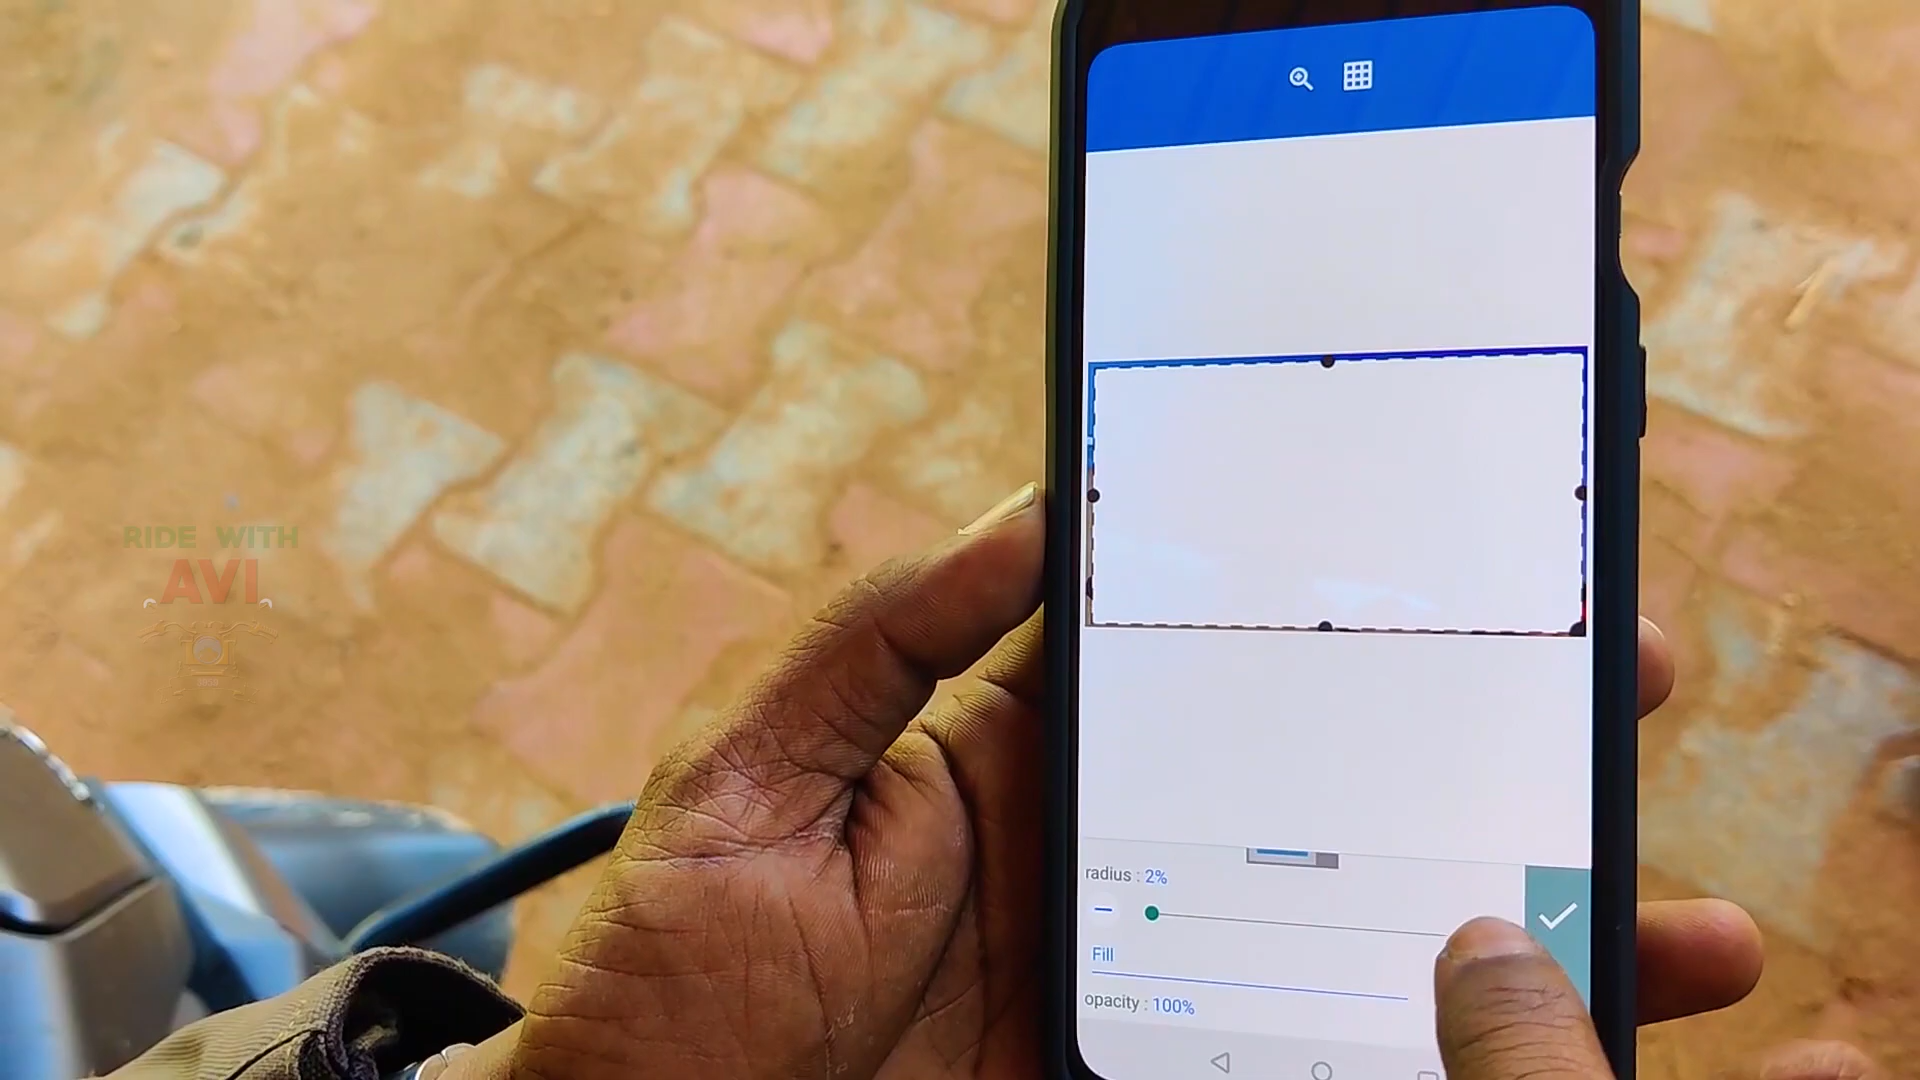 RIDE WITH
AVI
radius : 2%
Fill
opacity : 100%